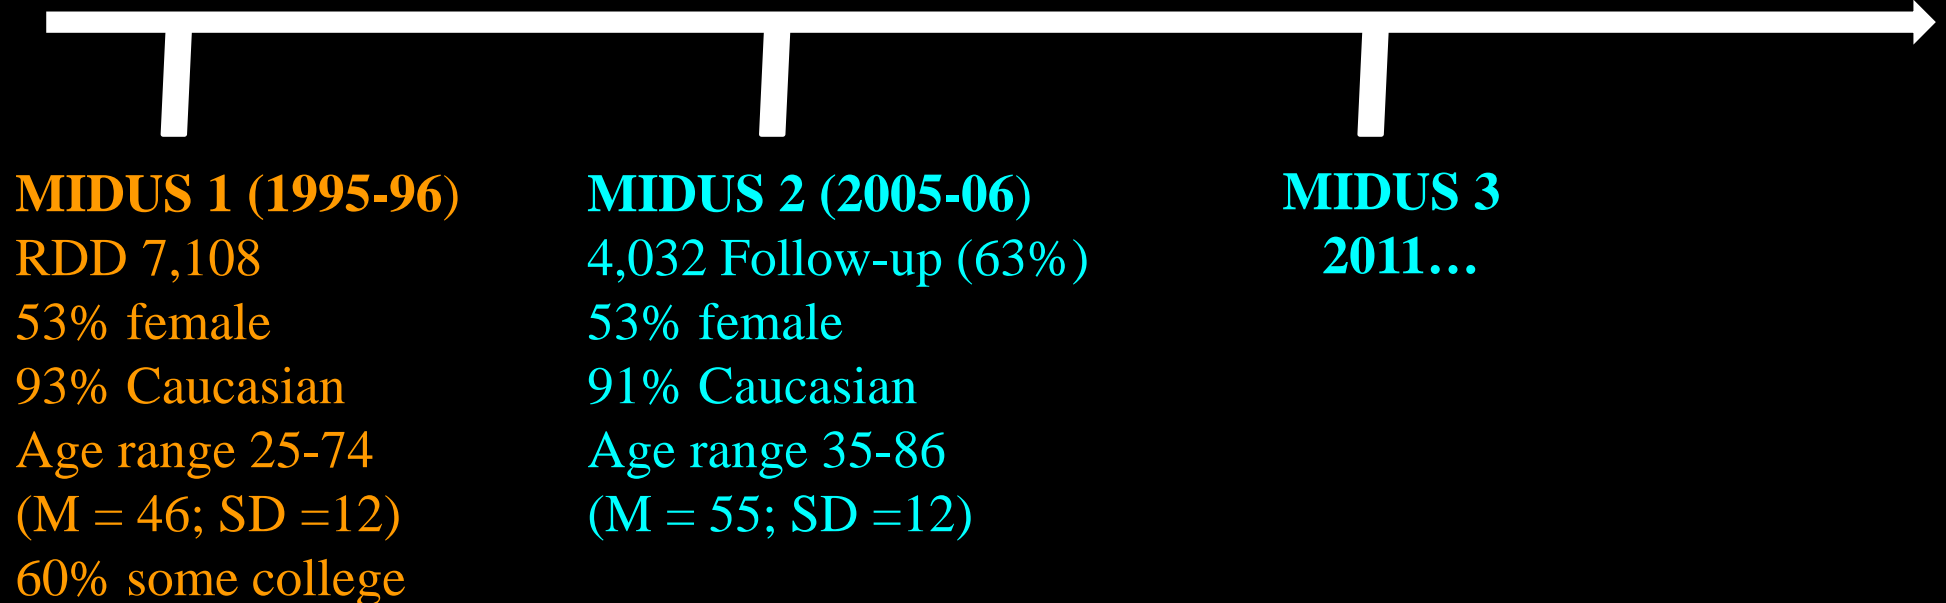 MIDUS 1 (1995-96)
RDD 7,108
53% female
93% Caucasian
Age range 25-74
(M = 46; SD =12)
60% some college
MIDUS 2 (2005-06)
4,032 Follow-up (63%)
53% female
91% Caucasian
Age range 35-86
(M = 55; SD =12)
MIDUS 3
2011…